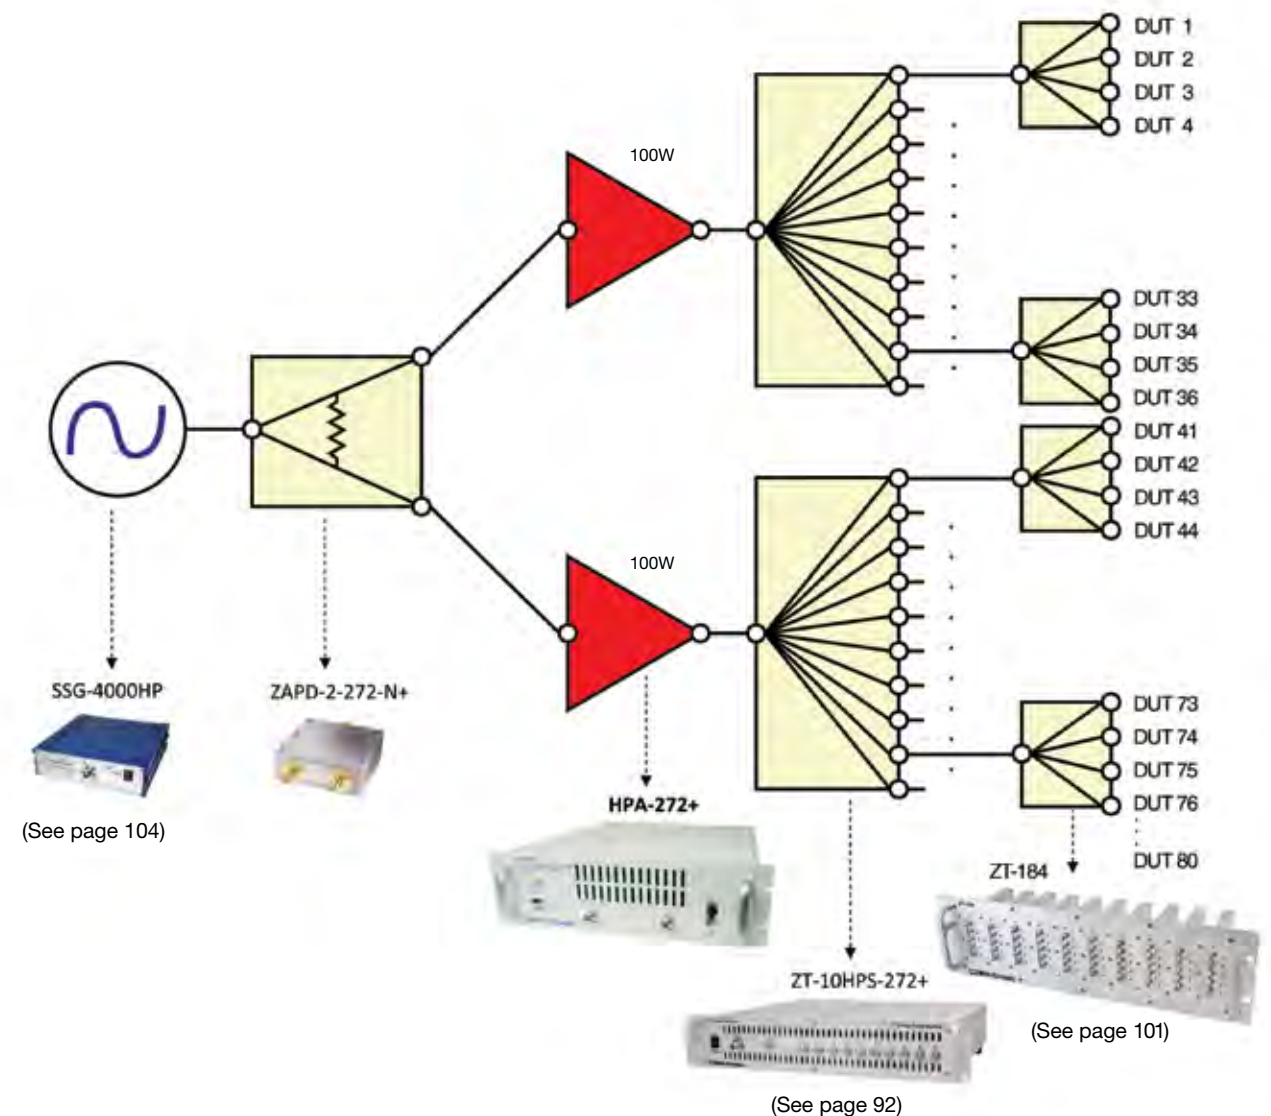 DUT 1
DUT 2
DUT 3
DUT 4
100W
DUT 33
DUT 34
DUT 35
DUT 36
DUT 41
DUT 42
DUT 43
DUT 44
100W
SSG-4000HP
ZAPD-2-272-N+
DUT 73
DUT 74
DUT 75
DUT 76
HPA-272+
(See page 104)
DUT 80
ZT-184
ZT-10HPS-272+
(See page 101)
(See page 92)